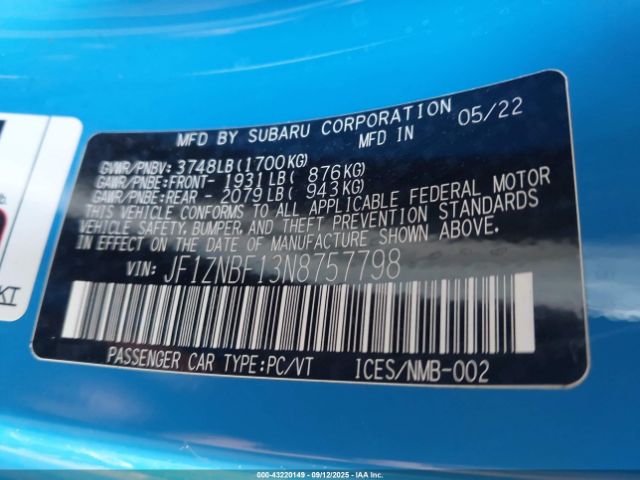 MFD BY SUBARU CORPORATION
MFD IN 05/22
GVWR/PNBV: 3748LB(1700KG)
GAWR/PNBE:FRONT- 1931LB( 876KG)
GAWR/PNBE:REAR - 2079LB( 943KG)
THIS VEHICLE CONFORMS TO ALL APPLICABLE FEDERAL MOTOR
VEHICLE SAFETY, BUMPER, AND THEFT PREVENTION STANDARDS
IN EFFECT ON THE DATE OF MANUFACTURE SHOWN ABOVE.
VIN: JF1ZNBF13N8757798
PASSENGER CAR TYPE:PC/VT ICES/NMB-002
KT
000-43220149 - 09/12/2025 - IAAI.COM